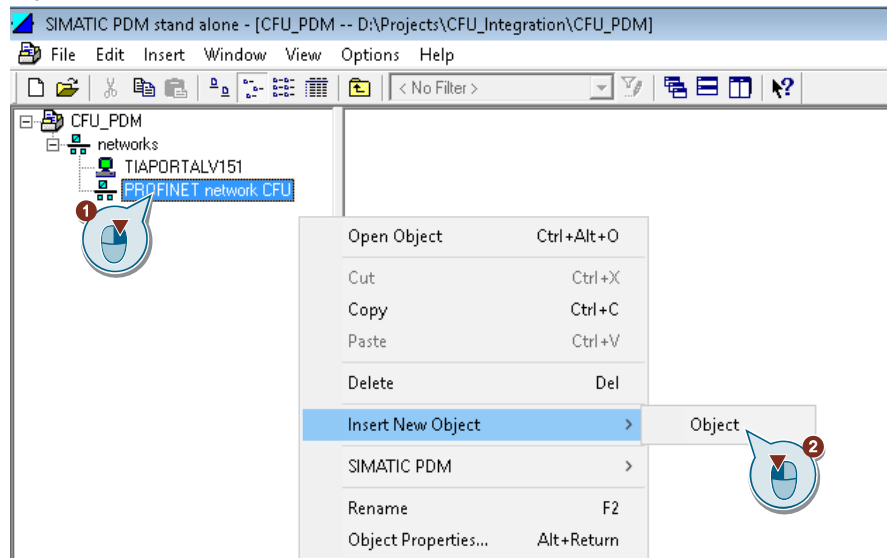 SIMATIC PDM stand alone - [CFU_PDM -- D:\Projects\CFU_Integration\CFU_PDM]
File Edit Insert Window View Options Help
< No Filter >
CFU_PDM
networks
TIAPORTALV151
PROFINET network CFU
1
Open Object Ctrl+Alt+O
Cut Ctrl+X
Copy Ctrl+C
Paste Ctrl+V
Delete Del
Insert New Object > Object
2
SIMATIC PDM >
Rename F2
Object Properties... Alt+Return